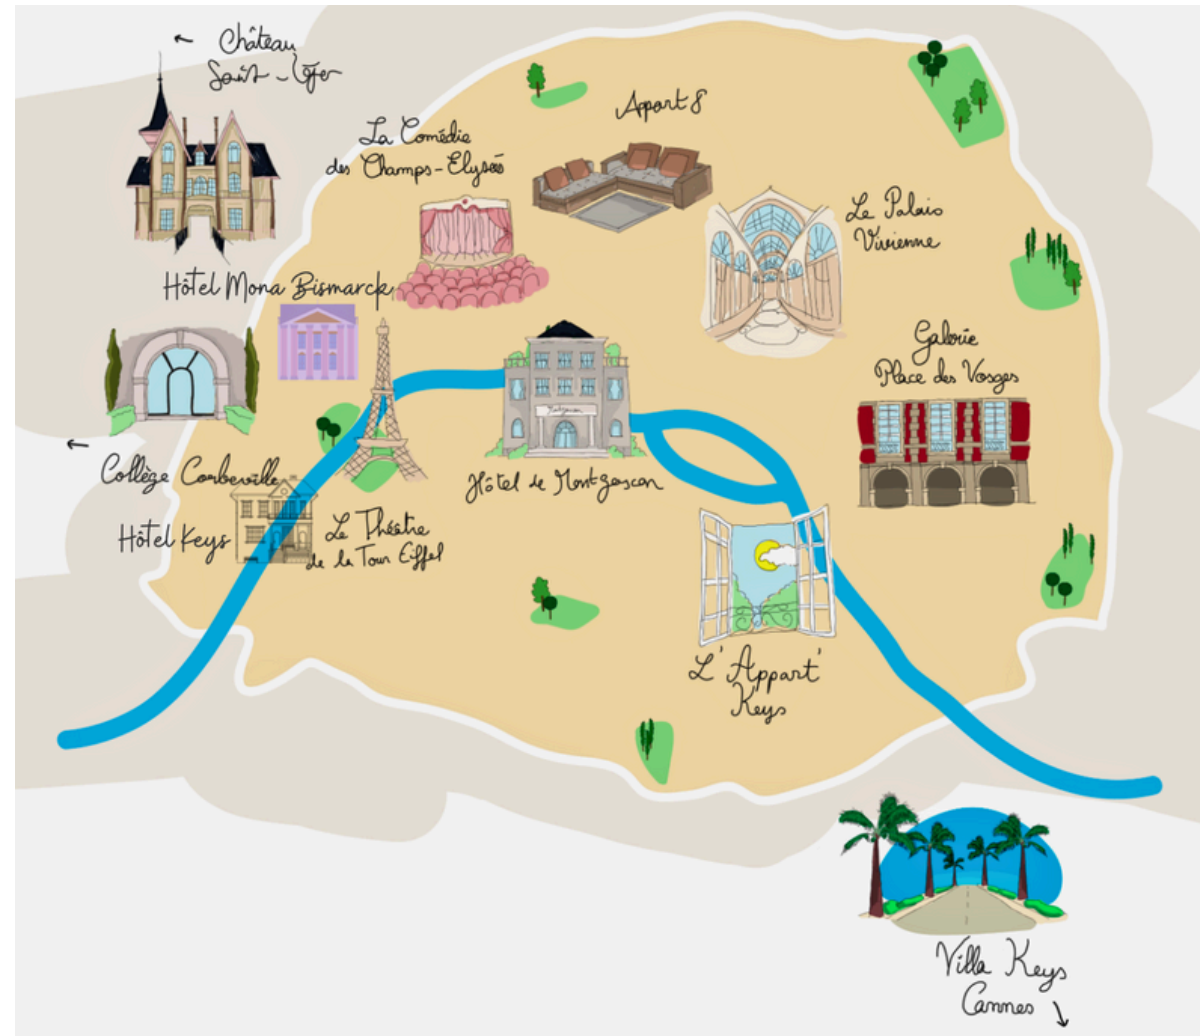 Château
Saint-Léger
Appart 8
La Comédie
des Champs-Elysées
Le Palais
Vivienne
Hôtel Mona Bismarck
Galerie
Place des Vosges
Collège Corbeville
Hôtel de Montgascon
Hôtel Keys
Le Théâtre
de la Tour Eiffel
L'Appart'
Keys
Villa Keys
Cannes